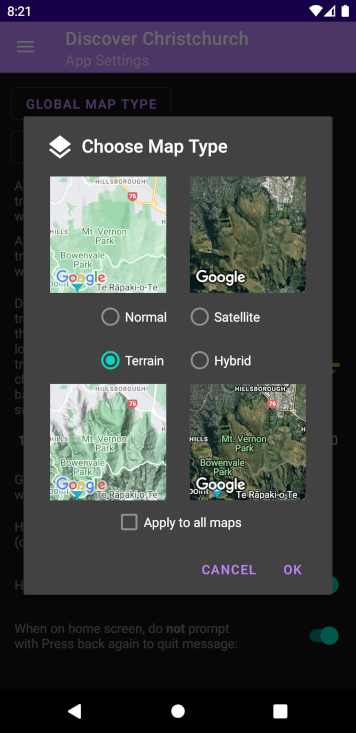 8:21
Discover Christchurch
App Settings
GLOBAL MAP TYPE
Choose Map Type
HILLSBOROUGH
76
HILLS
Mt. Vernon
Park
Bowenvale
Park
Google
Te Rāpaki-o-Te
Google
Normal
Satellite
Terrain
Hybrid
HILLSBOROUGH
76
HILLS
Mt. Vernon
Park
Bowenvale
Park
Google
Te Rapaki-o-Te
HILLSBOROUGH
76
HILLS
Mt. Vernon
Park
Bowenvale
Park
Google
Te Rāpaki-o-Te
Apply to all maps
CANCEL
OK
When on home screen, do not prompt
with Press back again to quit message: